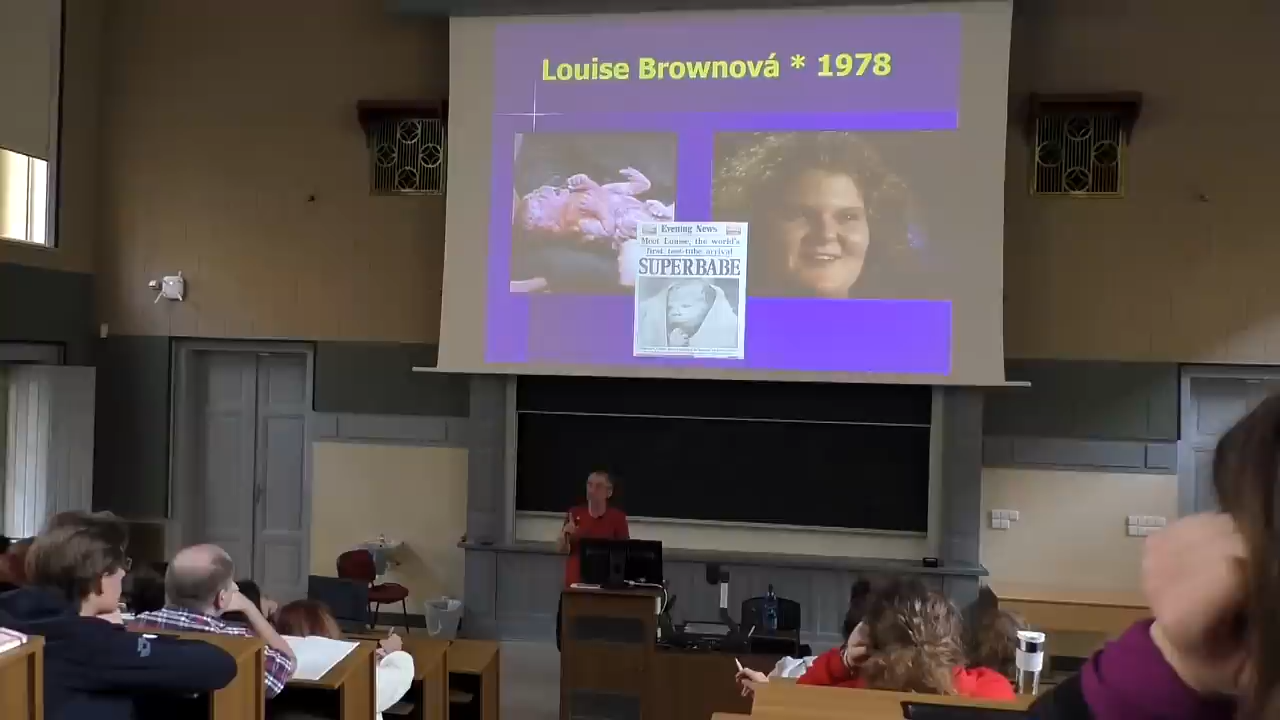 Louise Brownová * 1978
Evening News
Meet Louise, the world's
first test-tube arrival
SUPERBABE